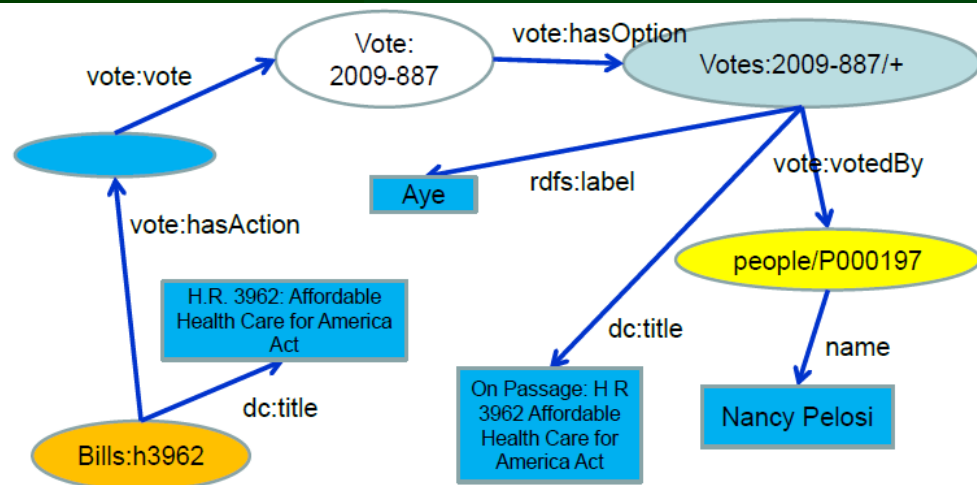 Vote:
2009-887
vote:hasOption
Votes:2009-887/+
vote:vote
Aye
rdfs:label
vote:votedBy
vote:hasAction
people/P000197
H.R. 3962: Affordable
Health Care for America
Act
dc:title
name
dc:title
On Passage: H R
3962 Affordable
Health Care for
America Act
Nancy Pelosi
Bills:h3962